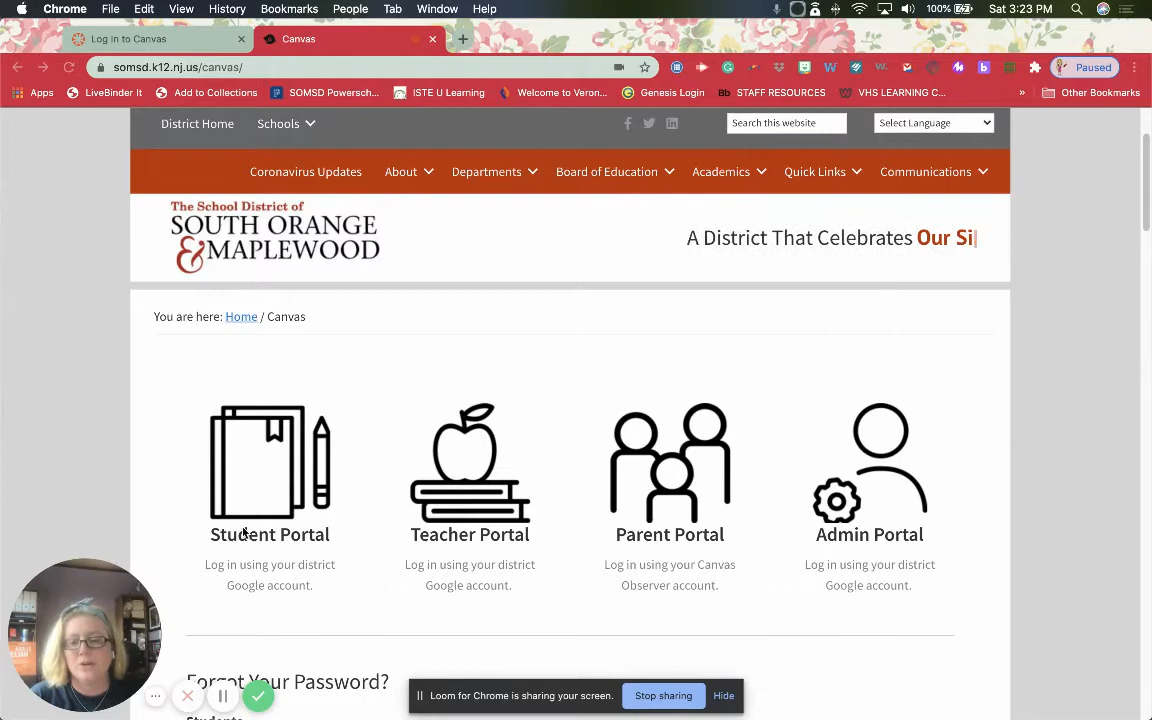 Chrome File Edit View History Bookmarks People Tab Window Help 100% Sat 3:23 PM
Log in to Canvas Canvas
somsd.k12.nj.us/canvas/ Paused
Apps LiveBinder It Add to Collections SOMSD Powersch... ISTE U Learning Welcome to Veron... Genesis Login Bb STAFF RESOURCES VHS LEARNING C... » Other Bookmarks
District Home Schools Search this website Select Language
Coronavirus Updates About Departments Board of Education Academics Quick Links Communications
The School District of
SOUTH ORANGE
& MAPLEWOOD
A District That Celebrates Our Si
You are here: Home / Canvas
Student Portal Teacher Portal Parent Portal Admin Portal
Log in using your district Log in using your district Log in using your Canvas Log in using your district
Google account. Google account. Observer account. Google account.
Forgot Your Password?
Students
Loom for Chrome is sharing your screen. Stop sharing Hide